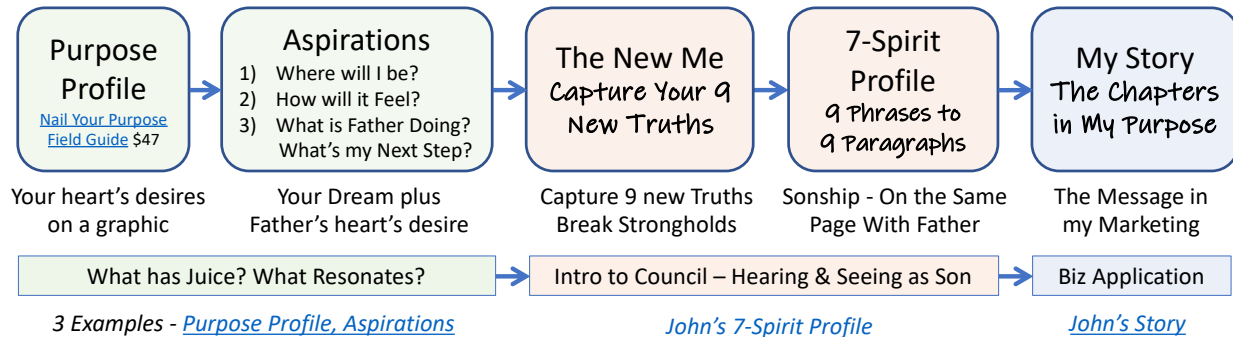 Purpose
Profile
Nail Your Purpose
Field Guide $47
Aspirations
1) Where will I be?
2) How will it Feel?
3) What is Father Doing?
What's my Next Step?
The New Me
Capture Your 9
New Truths
7-Spirit
Profile
9 Phrases to
9 Paragraphs
My Story
The Chapters
in My Purpose
Your heart's desires
on a graphic
Your Dream plus
Father's heart's desire
Capture 9 new Truths
Break Strongholds
Sonship - On the Same
Page With Father
The Message in
my Marketing
What has Juice? What Resonates?
Intro to Council – Hearing & Seeing as Son
Biz Application
3 Examples - Purpose Profile, Aspirations
John's 7-Spirit Profile
John's Story